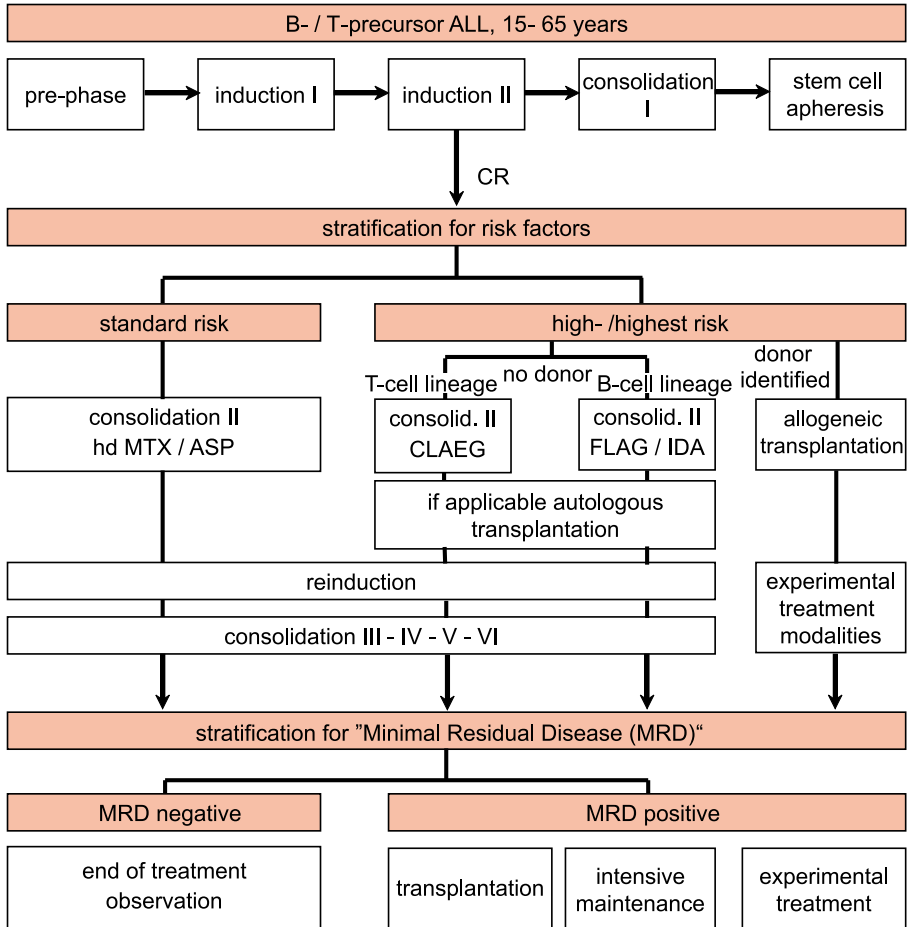 B- / T-precursor ALL, 15- 65 years
pre-phase
induction I
induction II
consolidation
I
stem cell
apheresis
CR
stratification for risk factors
standard risk
high- /highest risk
T-cell lineage
no donor
B-cell lineage
donor
identified
consolidation II
hd MTX / ASP
consolid. II
CLAEG
consolid. II
FLAG / IDA
allogeneic
transplantation
if applicable autologous
transplantation
reinduction
experimental
treatment
modalities
consolidation III - IV - V - VI
stratification for ”Minimal Residual Disease (MRD)“
MRD negative
MRD positive
end of treatment
observation
transplantation
intensive
maintenance
experimental
treatment